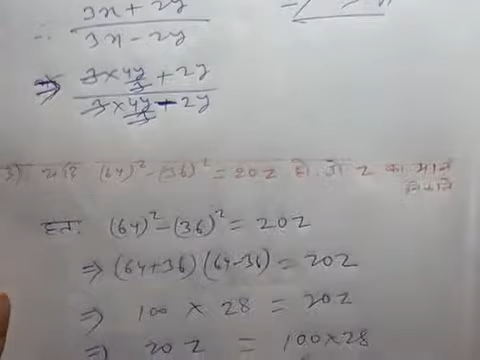 ∴ 3x + 2y / 3x - 2y
⇒ 3 × 4y/3 + 2y / 3 × 4y/3 - 2y
3) यदि (64)² - (36)² = 20z हो, तो z का मान
हल: (64)² - (36)² = 20z
⇒ (64+36) (64-36) = 20z
⇒ 100 × 28 = 20z
⇒ 20z = 100×28